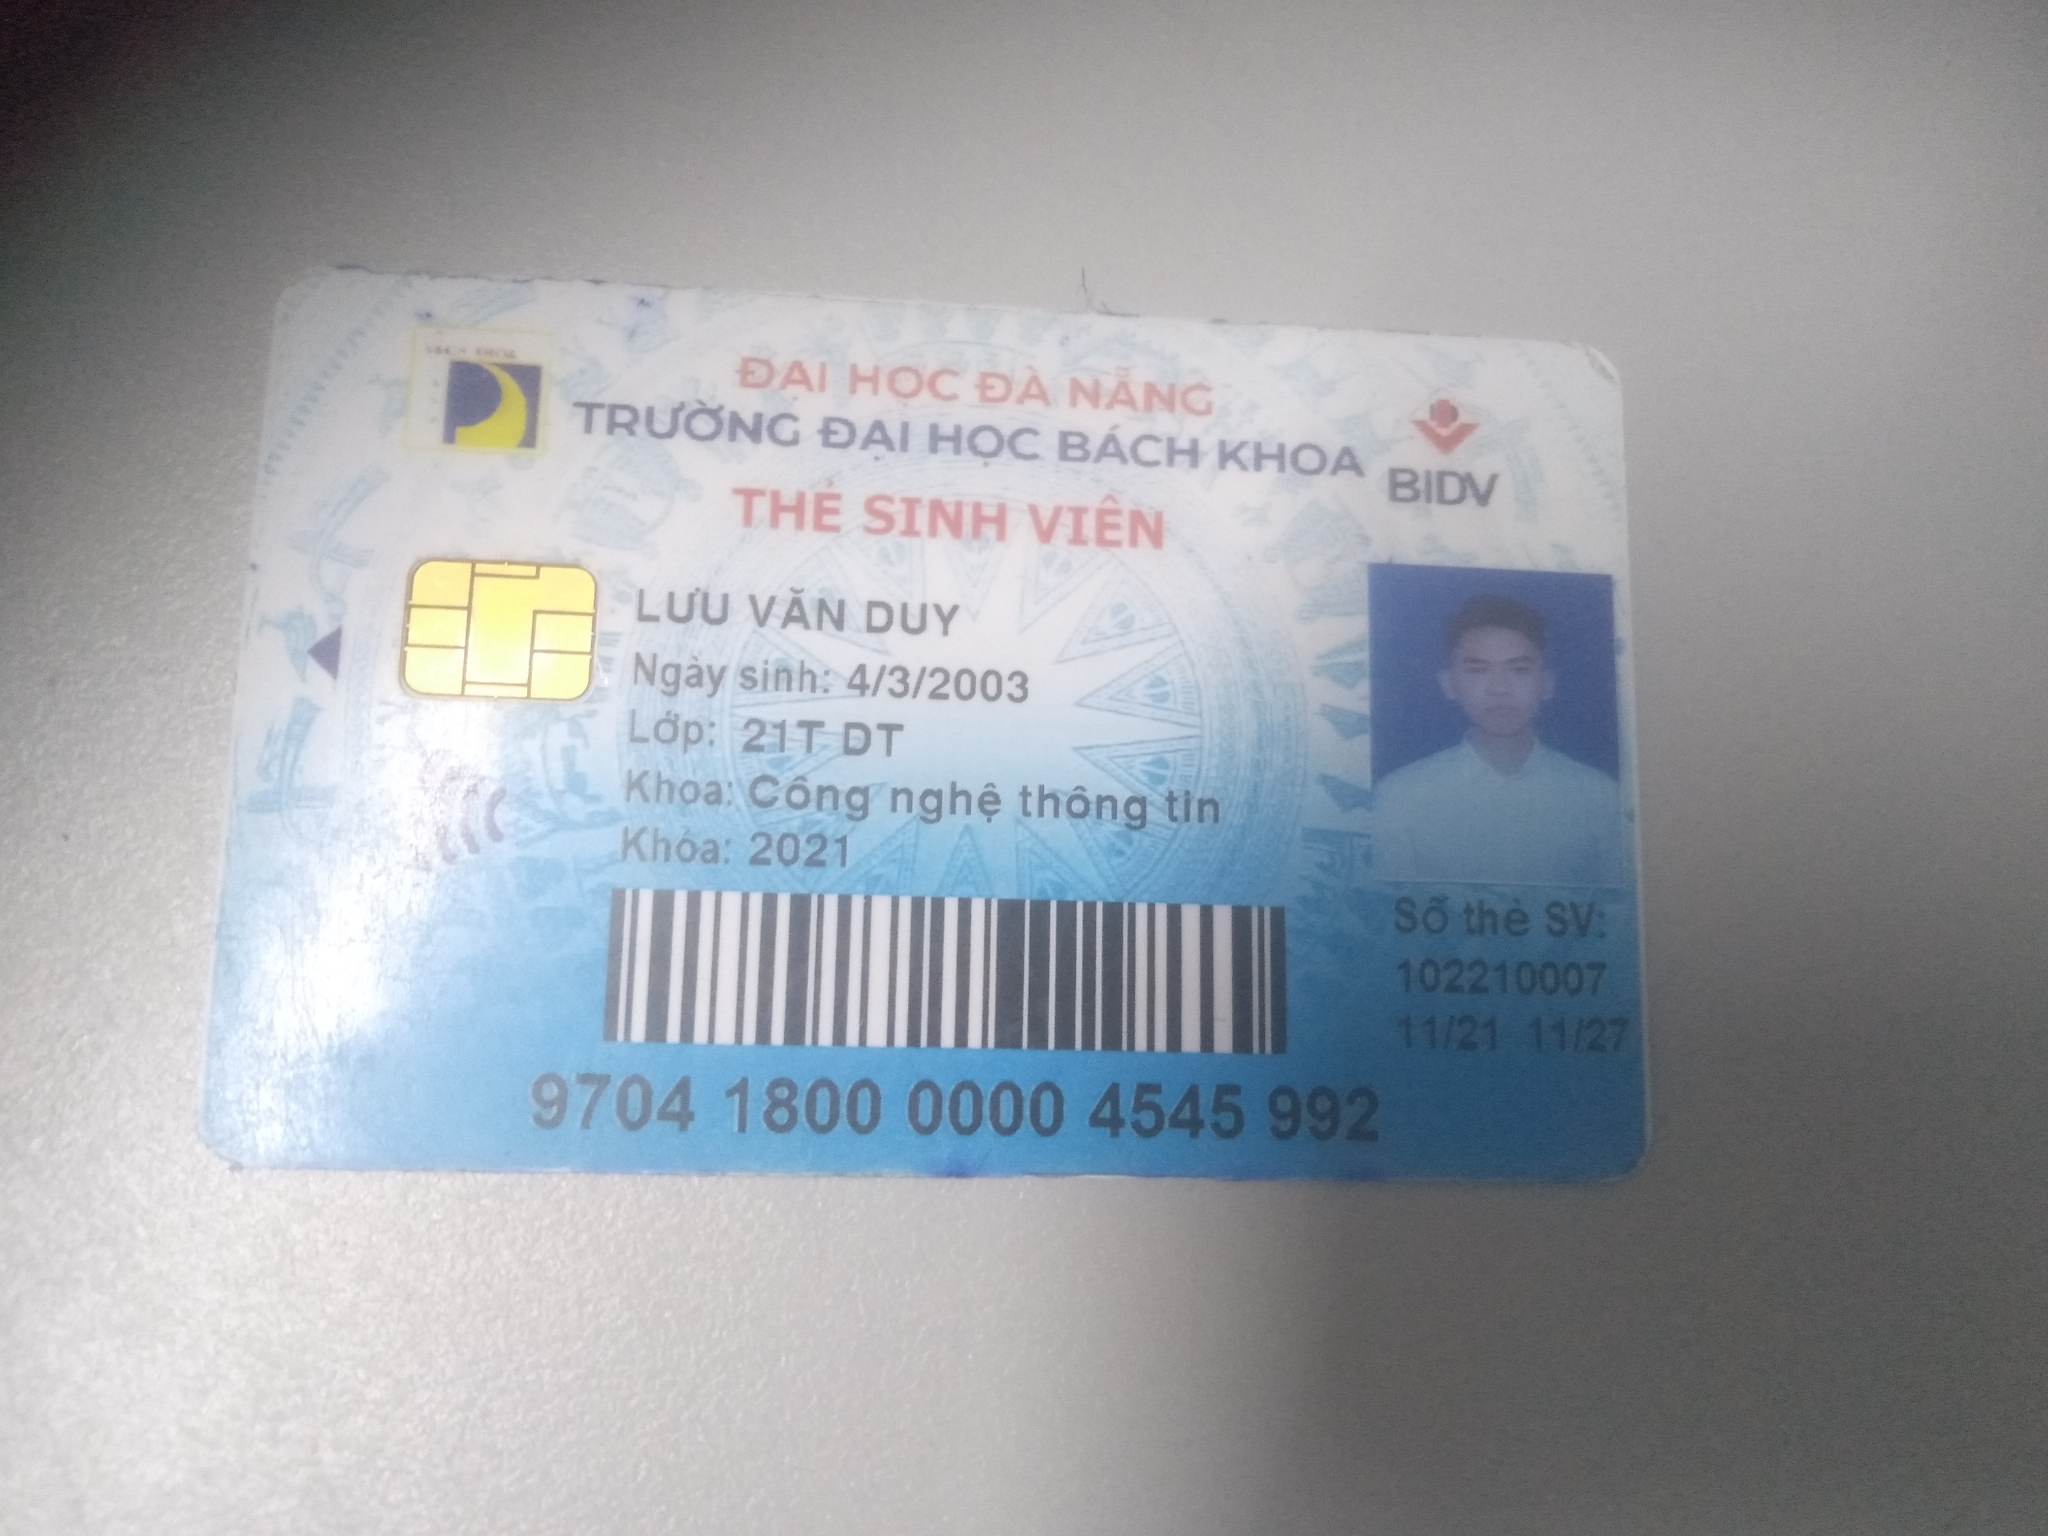 ĐẠI HỌC ĐÀ NẴNG
TRƯỜNG ĐẠI HỌC BÁCH KHOA
BIDV
THẺ SINH VIÊN
LƯU VĂN DUY
Ngày sinh: 4/3/2003
Lớp: 21T DT
Khoa: Công nghệ thông tin
Khóa: 2021
Số thẻ SV:
102210007
11/21 11/27
9704 1800 0000 4545 992